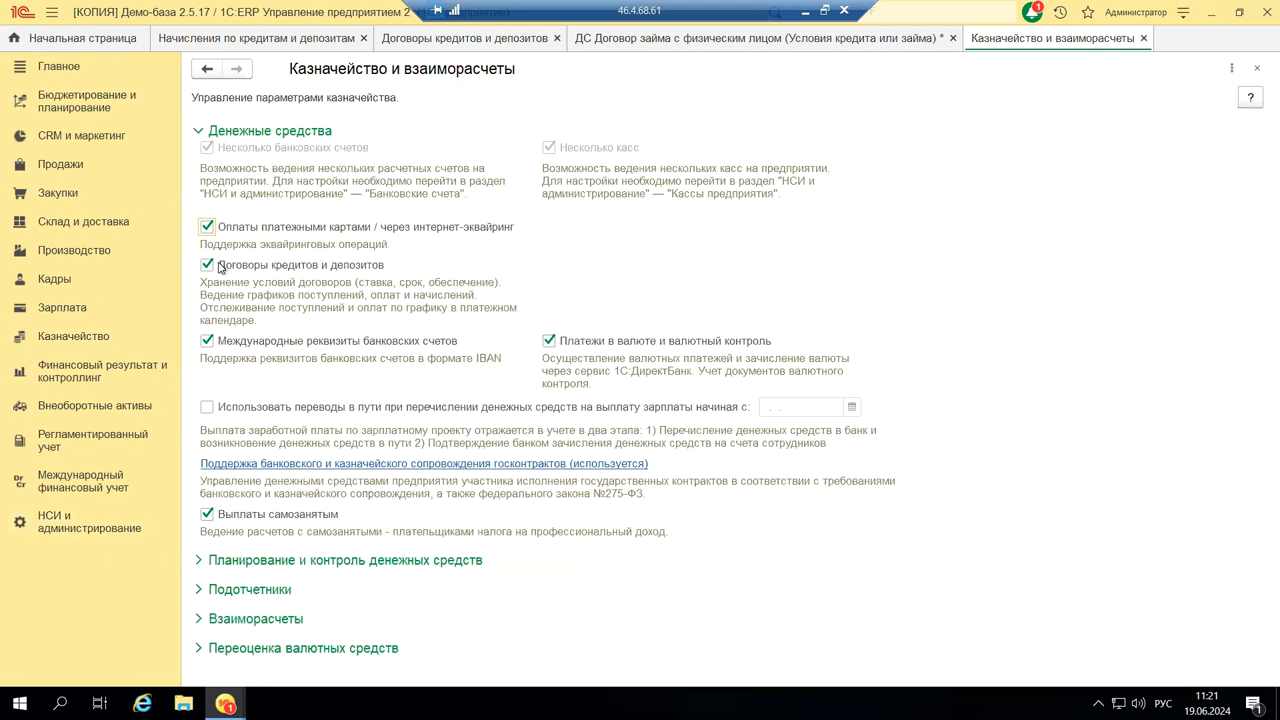 [КОПИЯ] Демо-база 2.5.17 / 1С:ERP Управление предприятием 2
46.4.68.61
1
Администратор
Начальная страница
Начисления по кредитам и депозитам
Договоры кредитов и депозитов
ДС Договор займа с физическим лицом (Условия кредита или займа) *
Казначейство и взаиморасчеты
Главное
Бюджетирование и
планирование
CRM и маркетинг
Продажи
Закупки
Склад и доставка
Производство
Кадры
Зарплата
Казначейство
Финансовый результат и
контроллинг
Внеоборотные активы
Регламентированный
учет
Dr
Cr
Международный
финансовый учет
НСИ и
администрирование
Казначейство и взаиморасчеты
Управление параметрами казначейства.
?
Денежные средства
Несколько банковских счетов
Возможность ведения нескольких расчетных счетов на
предприятии. Для настройки необходимо перейти в раздел
"НСИ и администрирование" — "Банковские счета".
Несколько касс
Возможность ведения нескольких касс на предприятии.
Для настройки необходимо перейти в раздел "НСИ и
администрирование" — "Кассы предприятия".
Оплаты платежными картами / через интернет-эквайринг
Поддержка эквайринговых операций.
Договоры кредитов и депозитов
Хранение условий договоров (ставка, срок, обеспечение).
Ведение графиков поступлений, оплат и начислений.
Отслеживание поступлений и оплат по графику в платежном
календаре.
Международные реквизиты банковских счетов
Поддержка реквизитов банковских счетов в формате IBAN
Платежи в валюте и валютный контроль
Осуществление валютных платежей и зачисление валюты
через сервис 1С:ДиректБанк. Учет документов валютного
контроля.
Использовать переводы в пути при перечислении денежных средств на выплату зарплаты начиная с:
. .
Выплата заработной платы по зарплатному проекту отражается в учете в два этапа: 1) Перечисление денежных средств в банк и
возникновение денежных средств в пути 2) Подтверждение банком зачисления денежных средств на счета сотрудников
Поддержка банковского и казначейского сопровождения госконтрактов (используется)
Управление денежными средствами предприятия участника исполнения государственных контрактов в соответствии с требованиями
банковского и казначейского сопровождения, а также федерального закона №275-ФЗ.
Выплаты самозанятым
Ведение расчетов с самозанятыми - плательщиками налога на профессиональный доход.
Планирование и контроль денежных средств
Подотчетники
Взаиморасчеты
Переоценка валютных средств
1
РУС
11:21
19.06.2024
1